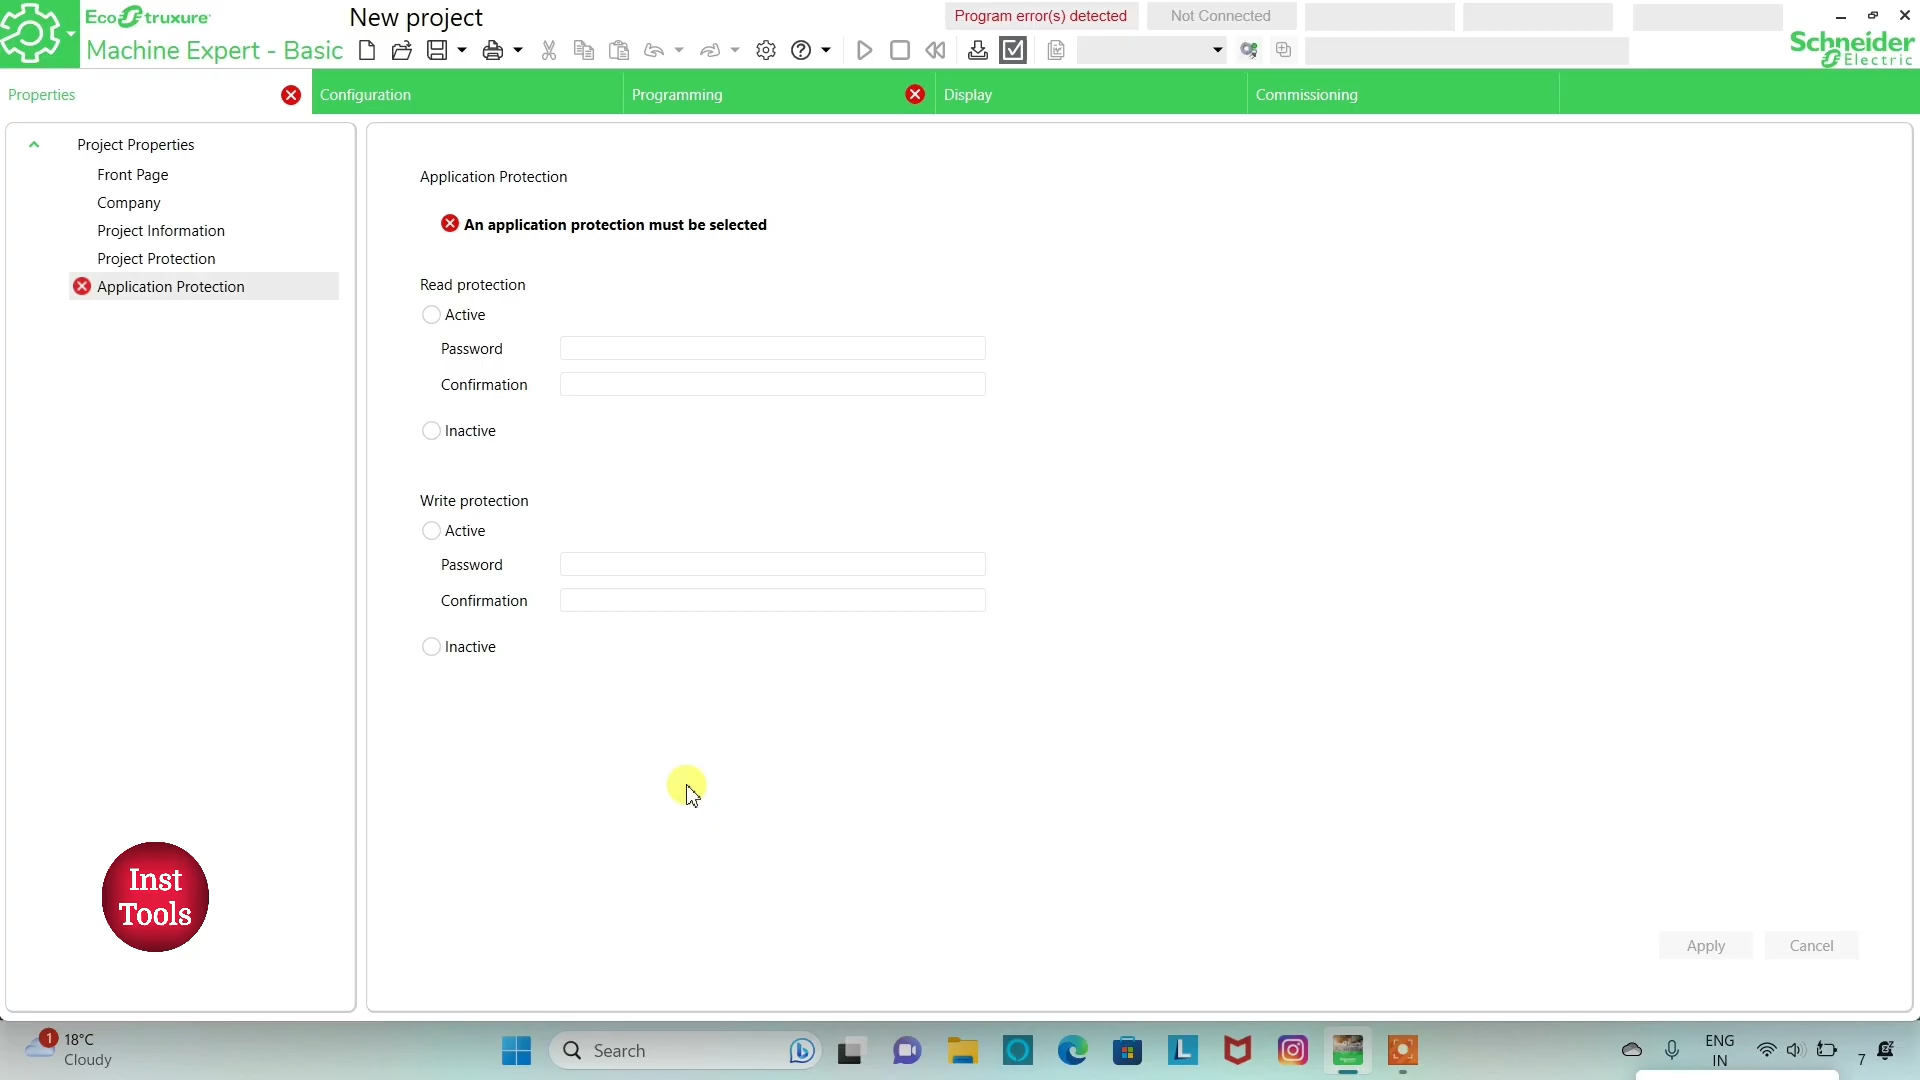 EcoStruxure
Machine Expert - Basic
New project
Program error(s) detected
Not Connected
Schneider
Electric
Properties
Configuration
Programming
Display
Commissioning
Project Properties
Front Page
Company
Project Information
Project Protection
Application Protection
Application Protection
An application protection must be selected
Read protection
Active
Password
Confirmation
Inactive
Write protection
Active
Password
Confirmation
Inactive
Inst
Tools
Apply
Cancel
1
18°C
Cloudy
Search
L
ENG
IN
7